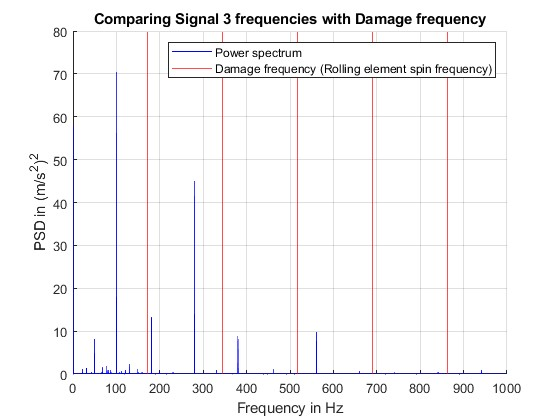 Comparing Signal 3 frequencies with Damage frequency
Power spectrum
Damage frequency (Rolling element spin frequency)
PSD in (m/s²)²
80
70
60
50
40
30
20
10
0
0 100 200 300 400 500 600 700 800 900 1000
Frequency in Hz